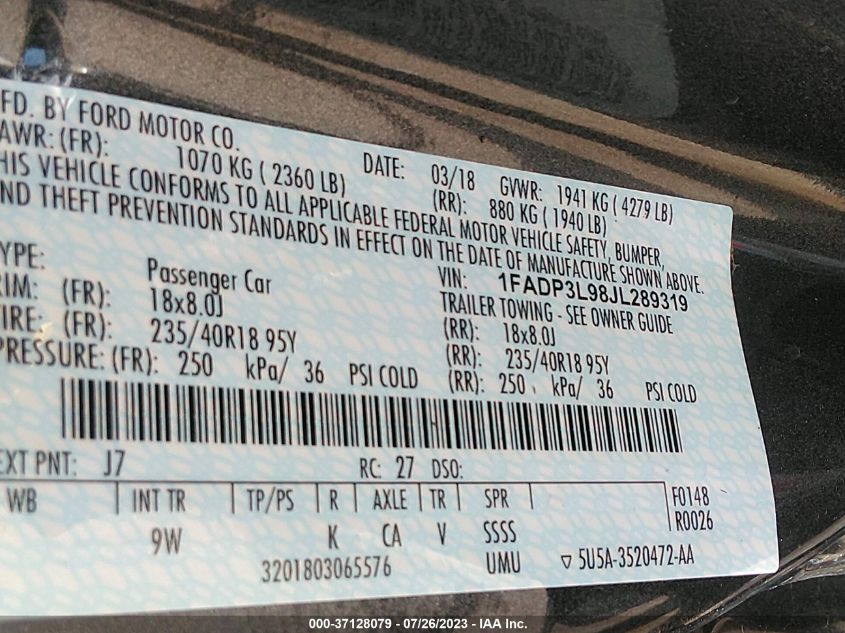 FD. BY FORD MOTOR CO.
AWR: (FR): 1070 KG ( 2360 LB) DATE: 03/18 GVWR: 1941 KG ( 4279 LB)
(RR): 880 KG ( 1940 LB)
HIS VEHICLE CONFORMS TO ALL APPLICABLE FEDERAL MOTOR VEHICLE SAFETY, BUMPER,
ND THEFT PREVENTION STANDARDS IN EFFECT ON THE DATE OF MANUFACTURE SHOWN ABOVE.
VIN: 1FADP3L98JL289319
YPE: Passenger Car TRAILER TOWING - SEE OWNER GUIDE
RIM: (FR): 18x8.0J (RR): 18x8.0J
IRE: (FR): 235/40R18 95Y (RR): 235/40R18 95Y
PRESSURE: (FR): 250 kPa/ 36 PSI COLD (RR): 250 kPa/ 36 PSI COLD
EXT PNT: J7 RC: 27 DSO:
WB INT TR TP/PS R AXLE TR SPR F0148
R0026
9W K CA V SSSS
3201803065576 UMU ▽ 5U5A-3520472-AA
000-37128079 - 07/26/2023 - IAA Inc.